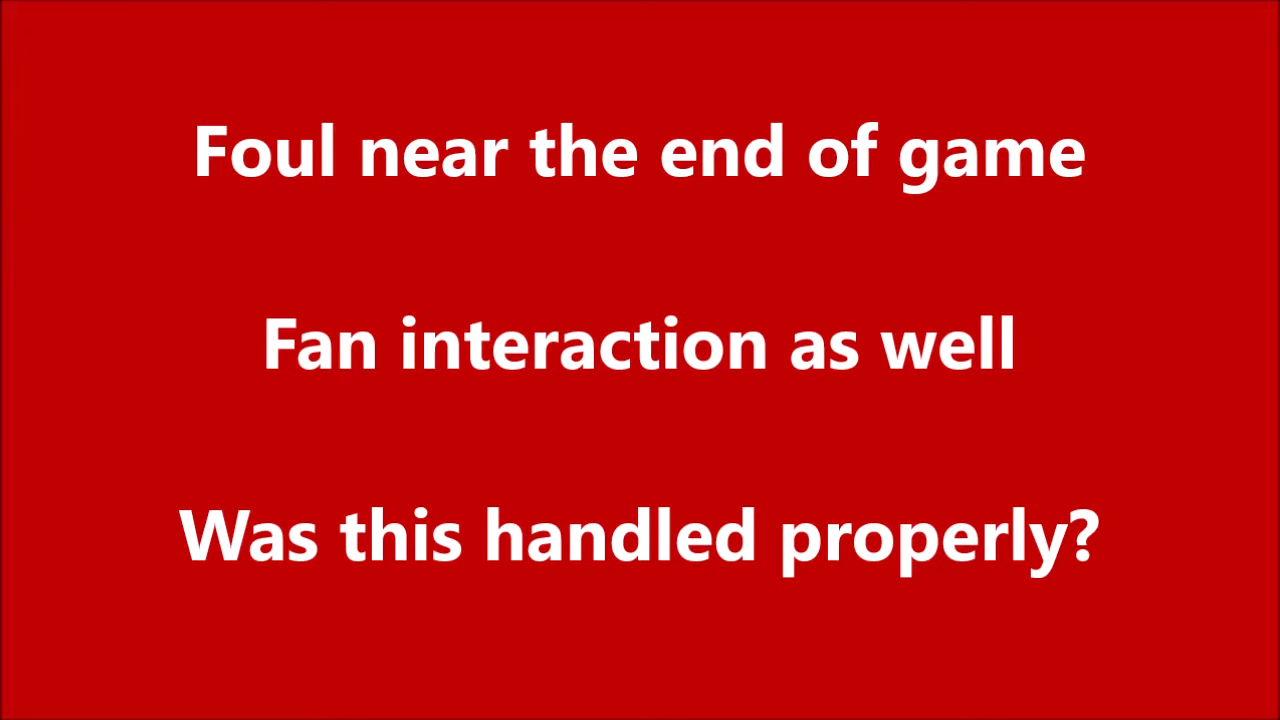 Foul near the end of game
Fan interaction as well
Was this handled properly?